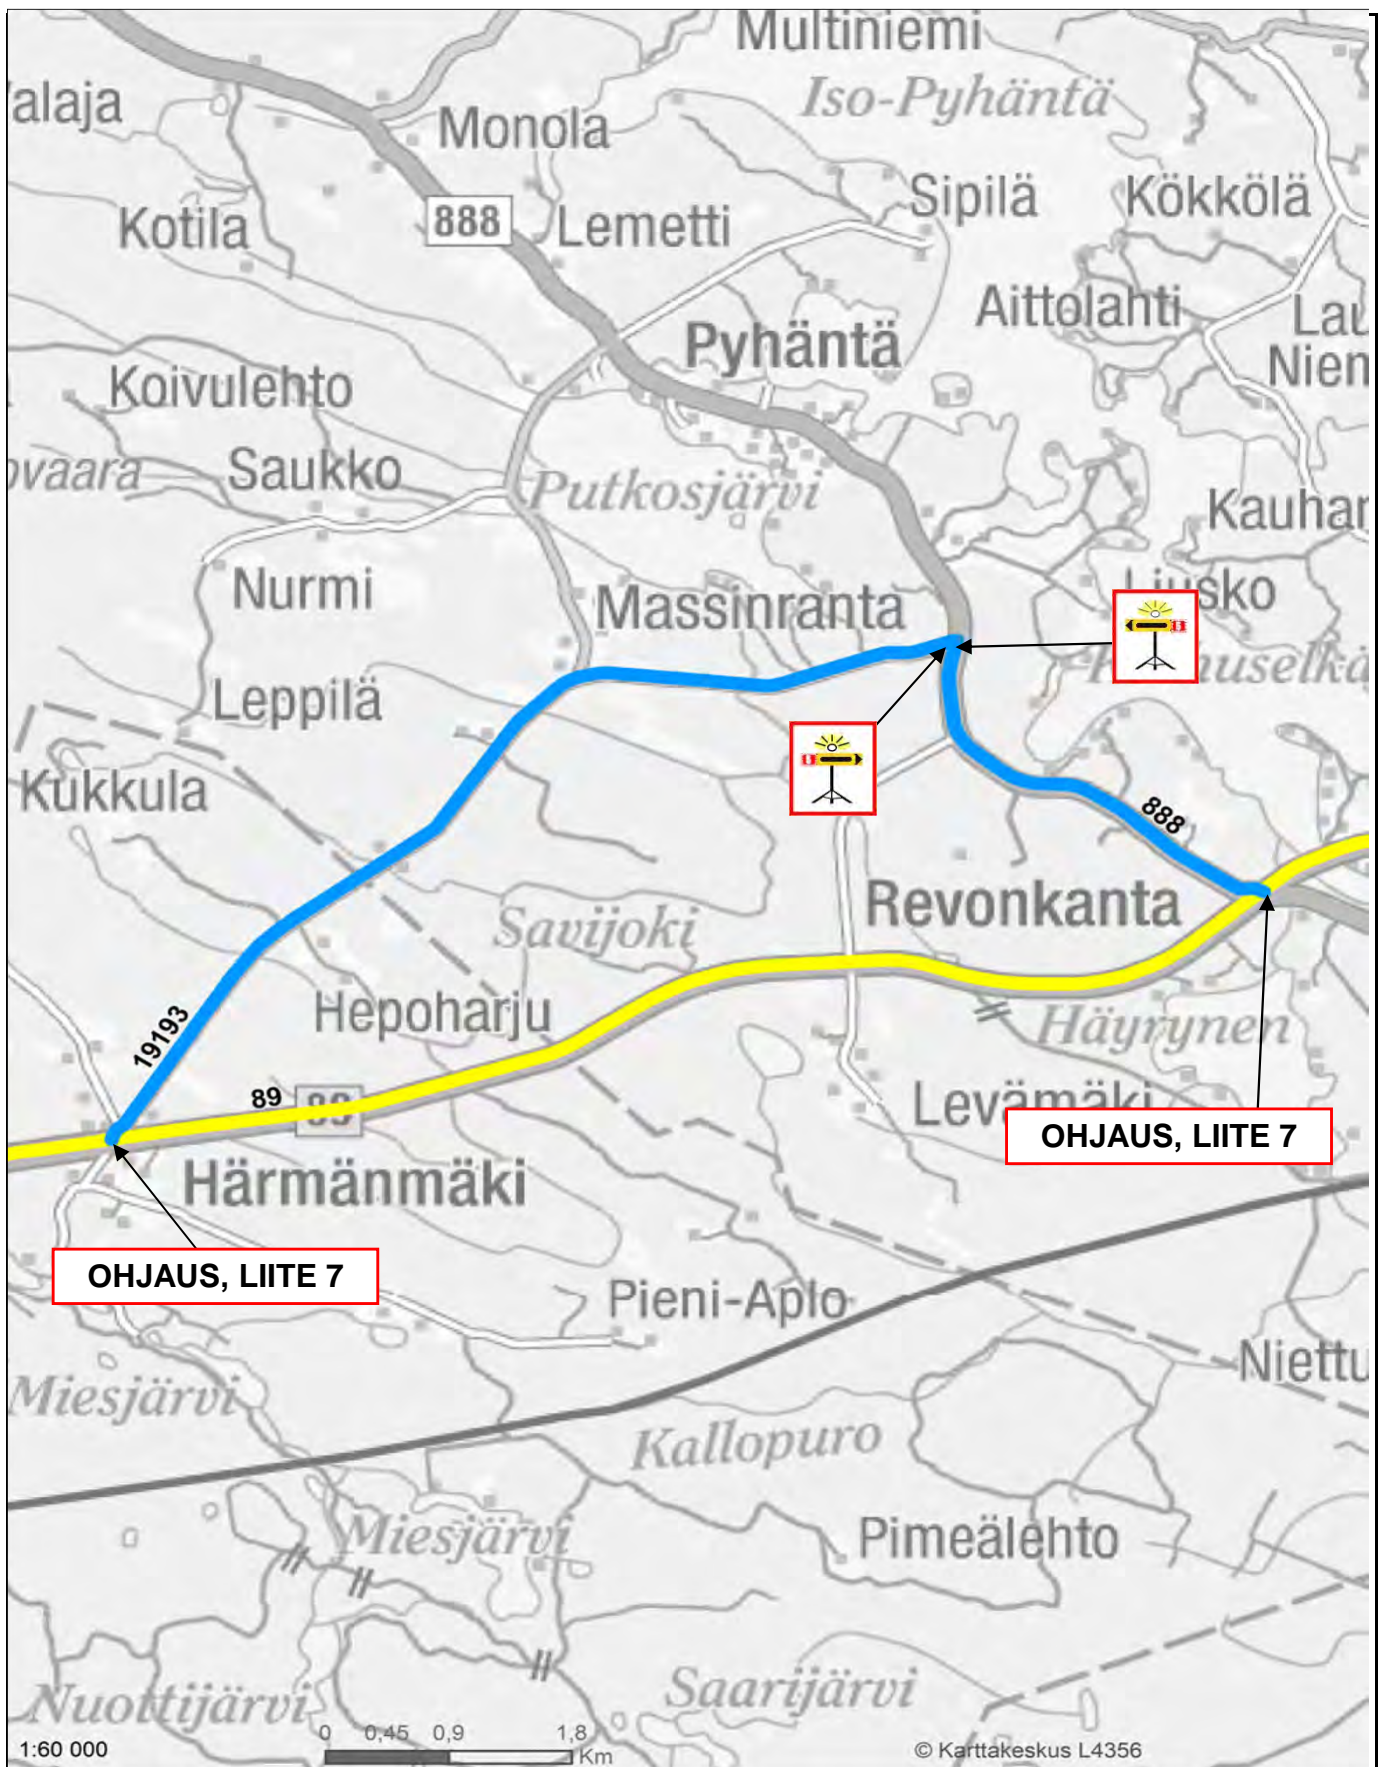 Multiniemi
Iso-Pyhäntä
Monola
Sipilä
Kökkölä
888
Lemetti
Kotila
Aittolahti
Pyhäntä
Koivulehto
Saukko
Putkosjärvi
Nurmi
Massinranta
Leppilä
Kukkula
888
Revonkanta
Savijoki
Hepoharju
19193
Häyrynen
89
Levämäki
OHJAUS, LIITE 7
Härmänmäki
OHJAUS, LIITE 7
Pieni-Aplo
Miesjärvi
Kallopuro
Miesjärvi
Pimeälehto
Saarijärvi
Nuottijärvi
0 0,45 0,9 1,8
Km
1:60 000
© Karttakeskus L4356